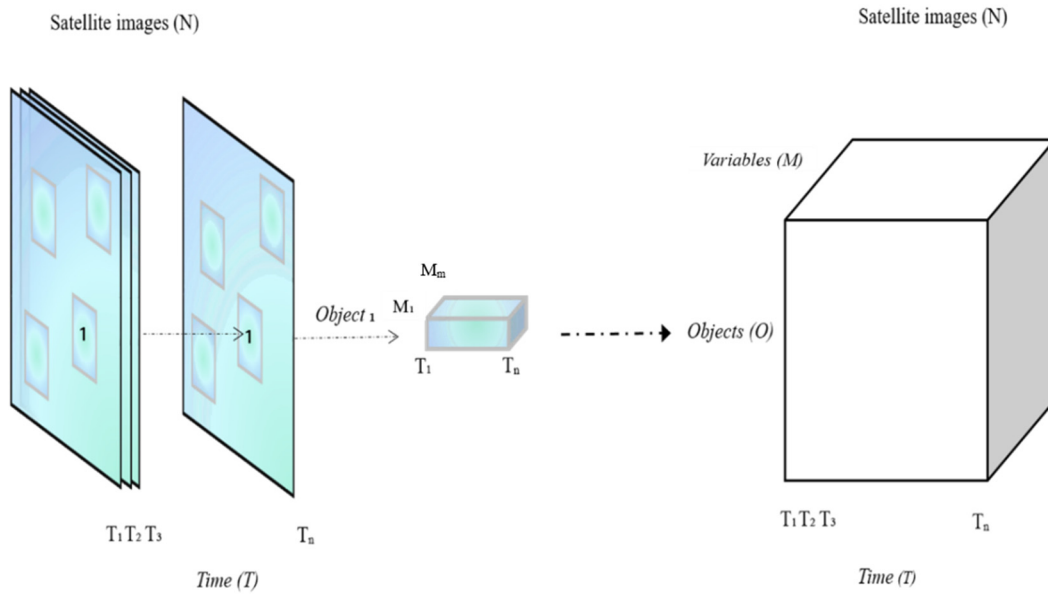 Satellite images (N)
Satellite images (N)
Variables (M)
Mₘ
M₁
Object ₁
1
1
Objects (O)
T₁
Tₙ
T₁ T₂ T₃
Tₙ
T₁ T₂ T₃
Tₙ
Time (T)
Time (T)